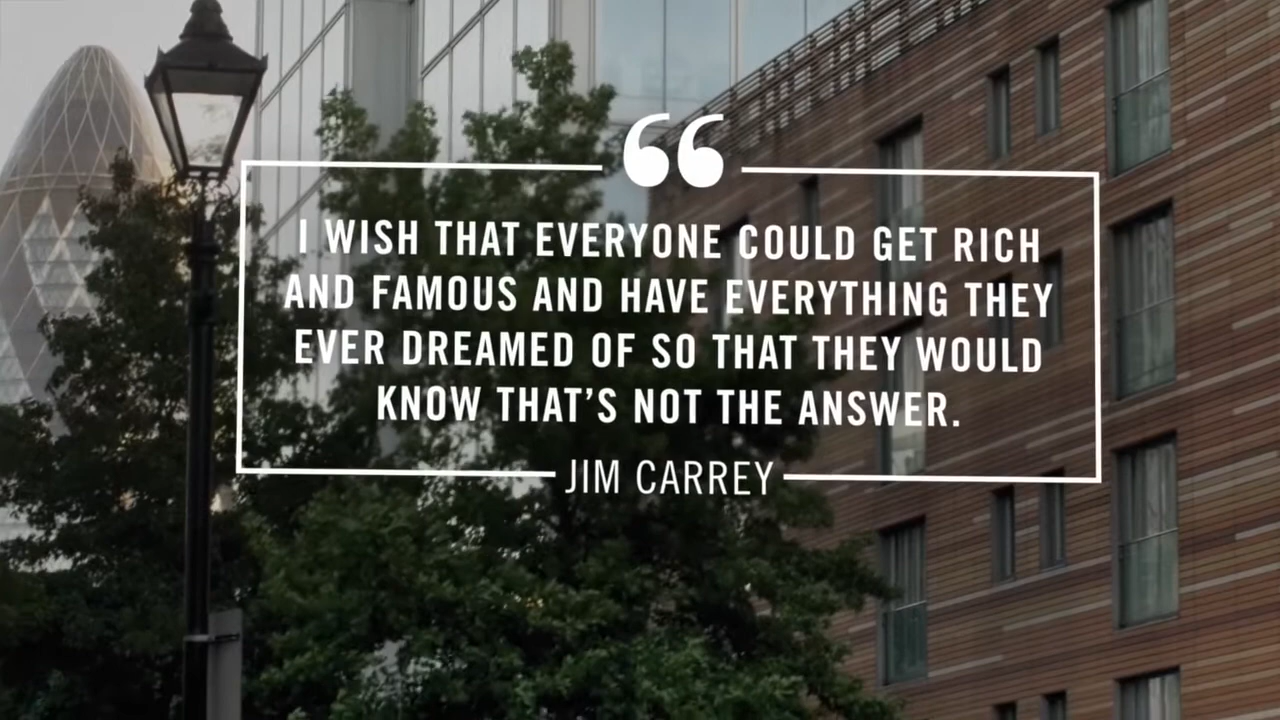 “
I WISH THAT EVERYONE COULD GET RICH
AND FAMOUS AND HAVE EVERYTHING THEY
EVER DREAMED OF SO THAT THEY WOULD
KNOW THAT’S NOT THE ANSWER.
JIM CARREY